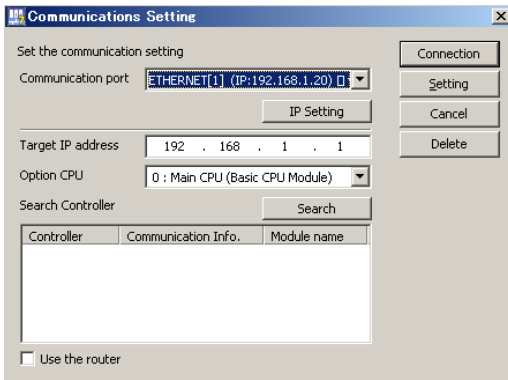 Communications Setting
Set the communication setting
Communication port
ETHERNET[1] (IP:192.168.1.20)
IP Setting
Target IP address
192 . 168 . 1 . 1
Option CPU
0 : Main CPU (Basic CPU Module)
Search Controller
Search
Controller Communication Info. Module name
Use the router
Connection
Setting
Cancel
Delete